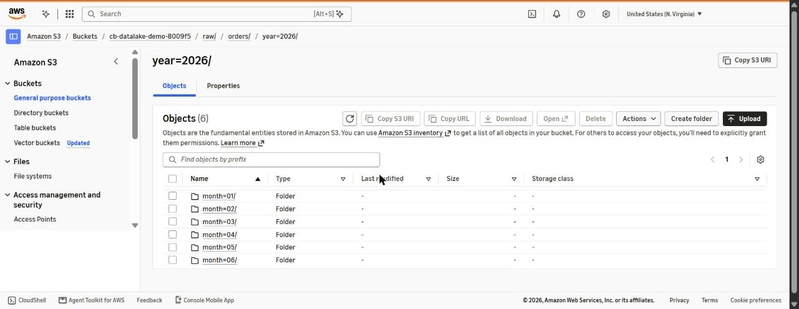 aws
Search
[Alt+S]
United States (N. Virginia) ▼
Amazon S3 / Buckets / cb-datalake-demo-8009f5 / raw/ / orders/ / year=2026/
Amazon S3
Buckets
General purpose buckets
Directory buckets
Table buckets
Vector buckets Updated
Files
File systems
Access management and
security
Access Points
year=2026/
Copy S3 URI
Objects
Properties
Objects (6)
Copy S3 URI
Copy URL
Download
Open
Delete
Actions
Create folder
Upload
Objects are the fundamental entities stored in Amazon S3. You can use Amazon S3 inventory to get a list of all objects in your bucket. For others to access your objects, you'll need to explicitly grant
them permissions. Learn more
Find objects by prefix
1
Name Type Last modified Size Storage class
month=01/ Folder - - -
month=02/ Folder - - -
month=03/ Folder - - -
month=04/ Folder - - -
month=05/ Folder - - -
month=06/ Folder - - -
CloudShell Agent Toolkit for AWS Feedback Console Mobile App © 2026, Amazon Web Services, Inc. or its affiliates. Privacy Terms Cookie preferences